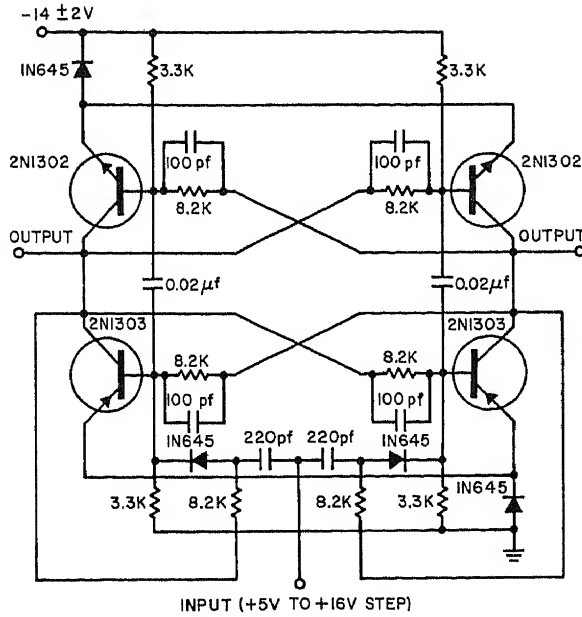 -14 ±2V
IN645
3.3K
3.3K
2N1302
100 pf
100 pf
2N1302
8.2K
8.2K
OUTPUT
OUTPUT
0.02μf
0.02μf
2N1303
2N1303
8.2K
8.2K
100 pf
100 pf
IN645
220pf
220pf
IN645
IN645
3.3K
8.2K
8.2K
3.3K
INPUT (+5V TO +16V STEP)